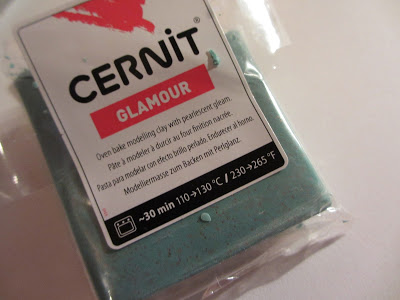 CERNiT®
GLAMOUR
Oven bake modelling clay with pearlescent gleam.
Pâte à modeler à durcir au four finition nacrée.
Pasta para modelar con efecto brillo perlado. Endurecer al horno.
Modelliermasse zum Backen mit Perlglanz.
~30 min 110→130 °C / 230→265 °F